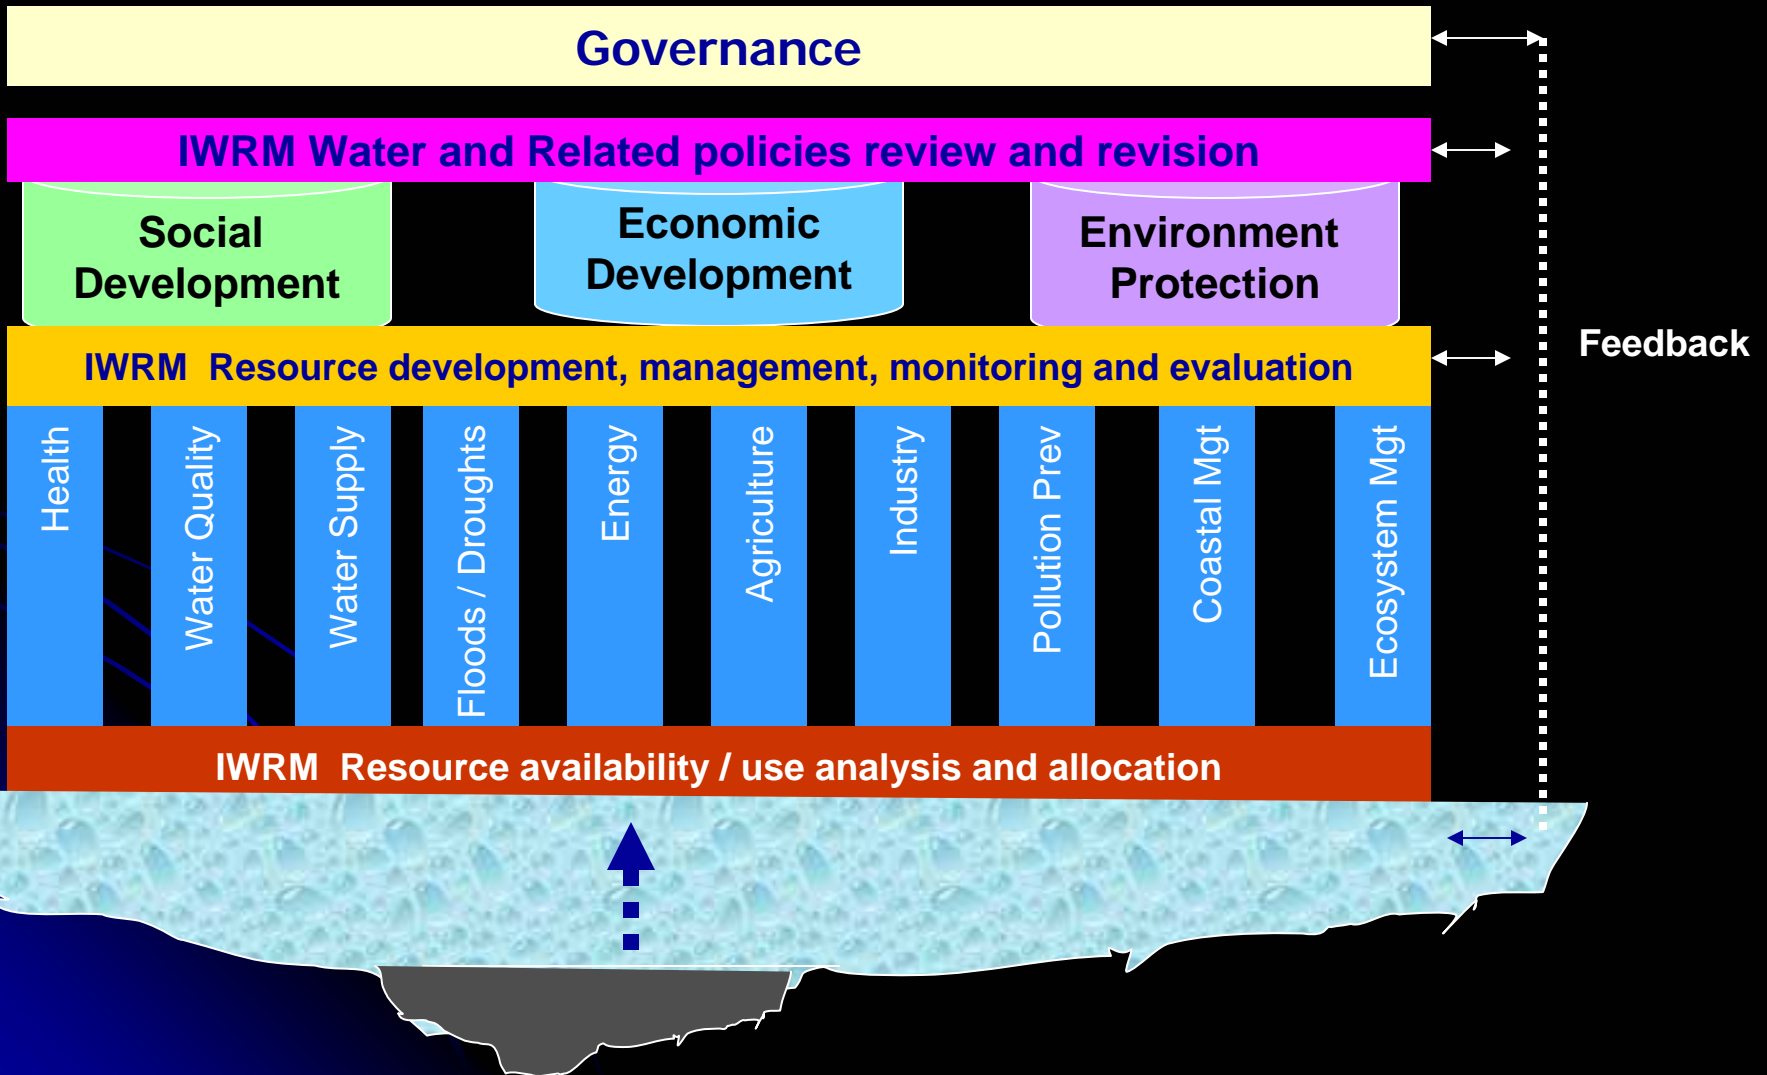 Governance
IWRM Water and Related policies review and revision
Social
Development
Economic
Development
Environment
Protection
Feedback
IWRM  Resource development, management, monitoring and evaluation
Health
Water Quality
Water Supply
Floods / Droughts
Energy
Agriculture
Industry
Pollution Prev
Coastal Mgt
Ecosystem Mgt
IWRM  Resource availability / use analysis and allocation